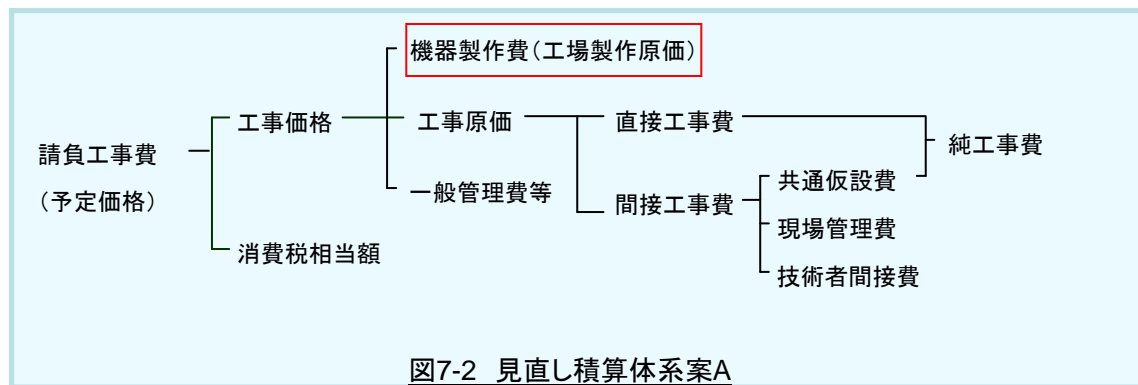 機器製作費(工場製作原価)
工事価格
工事原価
直接工事費
純工事費
請負工事費
(予定価格)
一般管理費等
共通仮設費
間接工事費
現場管理費
消費税相当額
技術者間接費
図7-2 見直し積算体系案A